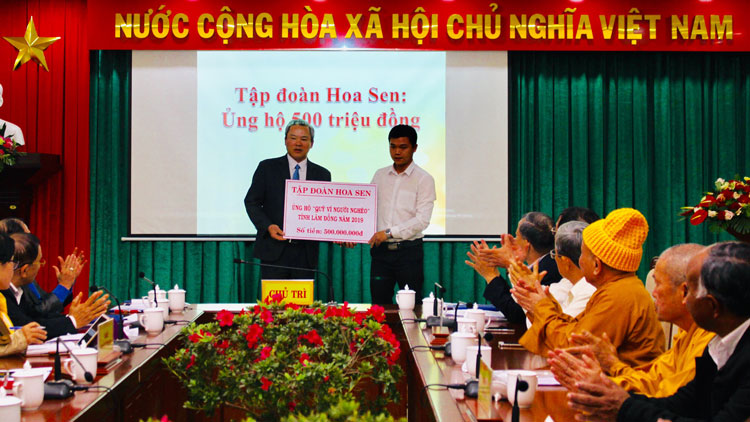 NƯỚC CỘNG HÒA XÃ HỘI CHỦ NGHĨA VIỆT NAM
Tập đoàn Hoa Sen:
Ủng hộ 500 triệu đồng
TẬP ĐOÀN HOA SEN
ỦNG HỘ "QUỸ VÌ NGƯỜI NGHÈO"
TỈNH LÂM ĐỒNG NĂM 2018
Số tiền: 500.000.000đ
CHỦ TRÌ